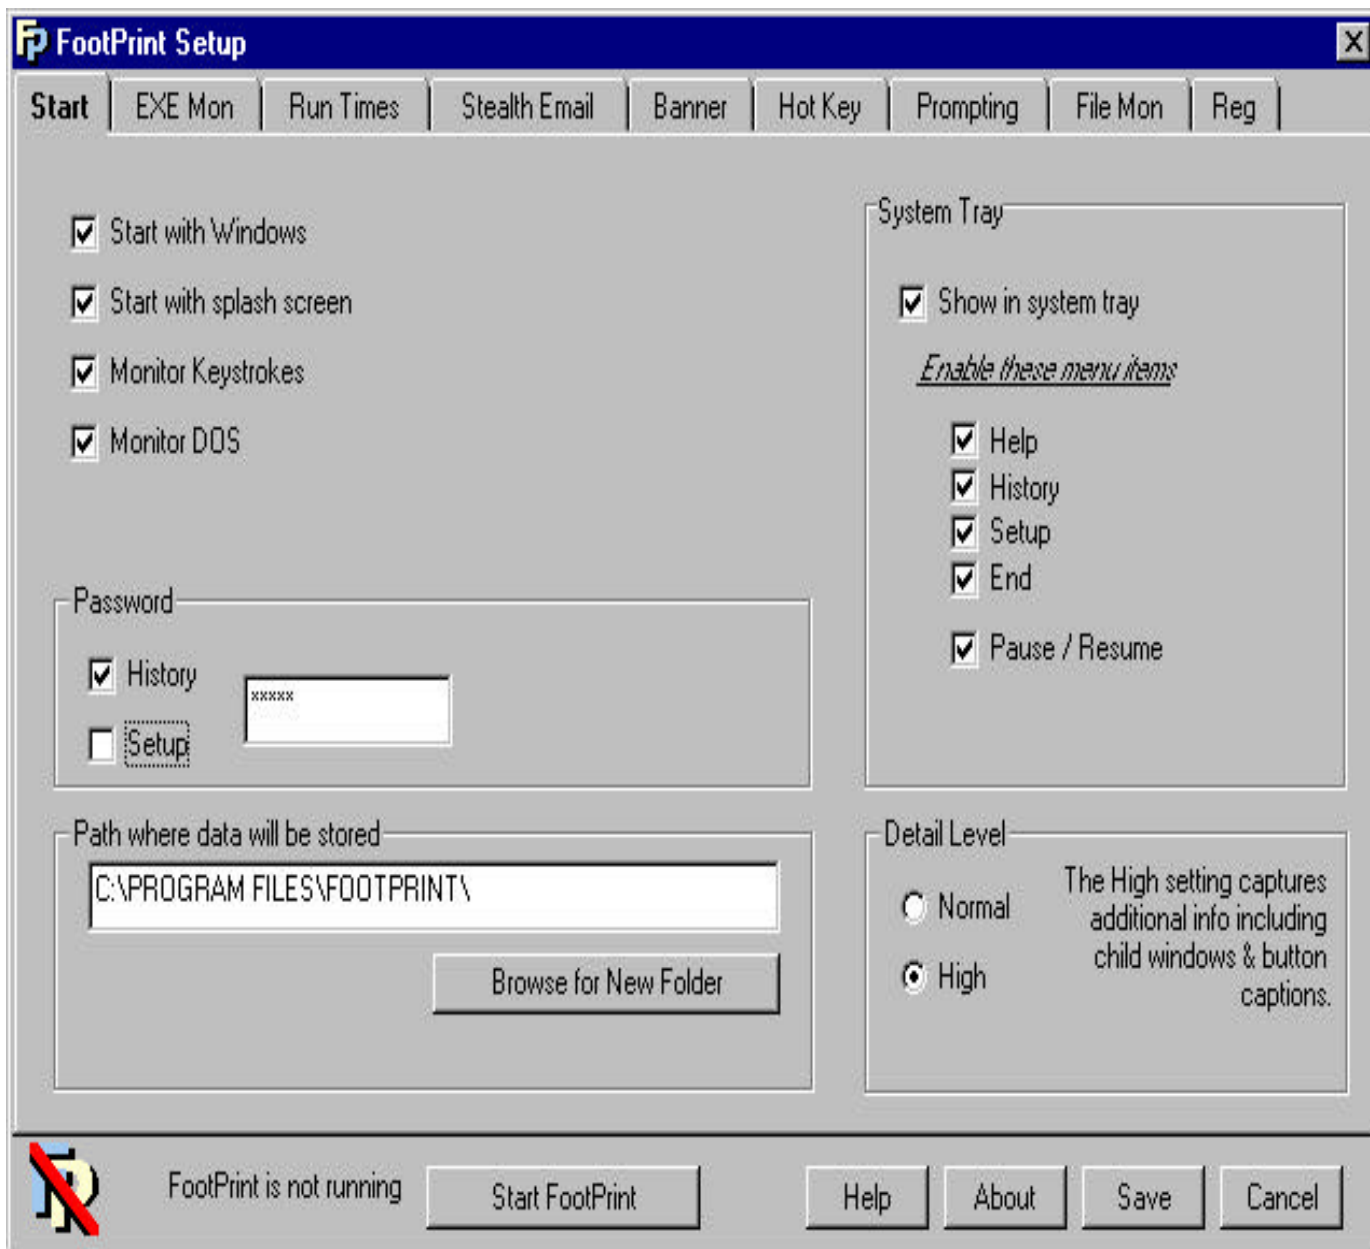 FP FootPrint Setup
Start EXE Mon Run Times Stealth Email Banner Hot Key Prompting File Mon Reg
Start with Windows
Start with splash screen
Monitor Keystrokes
Monitor DOS
System Tray
Show in system tray
Enable these menu items
Help
History
Setup
End
Pause / Resume
Password
History
xxxxx
Setup
Path where data will be stored
C:\PROGRAM FILES\FOOTPRINT\
Browse for New Folder
Detail Level
Normal
High
The High setting captures
additional info including
child windows & button
captions.
FP
FootPrint is not running
Start FootPrint
Help
About
Save
Cancel